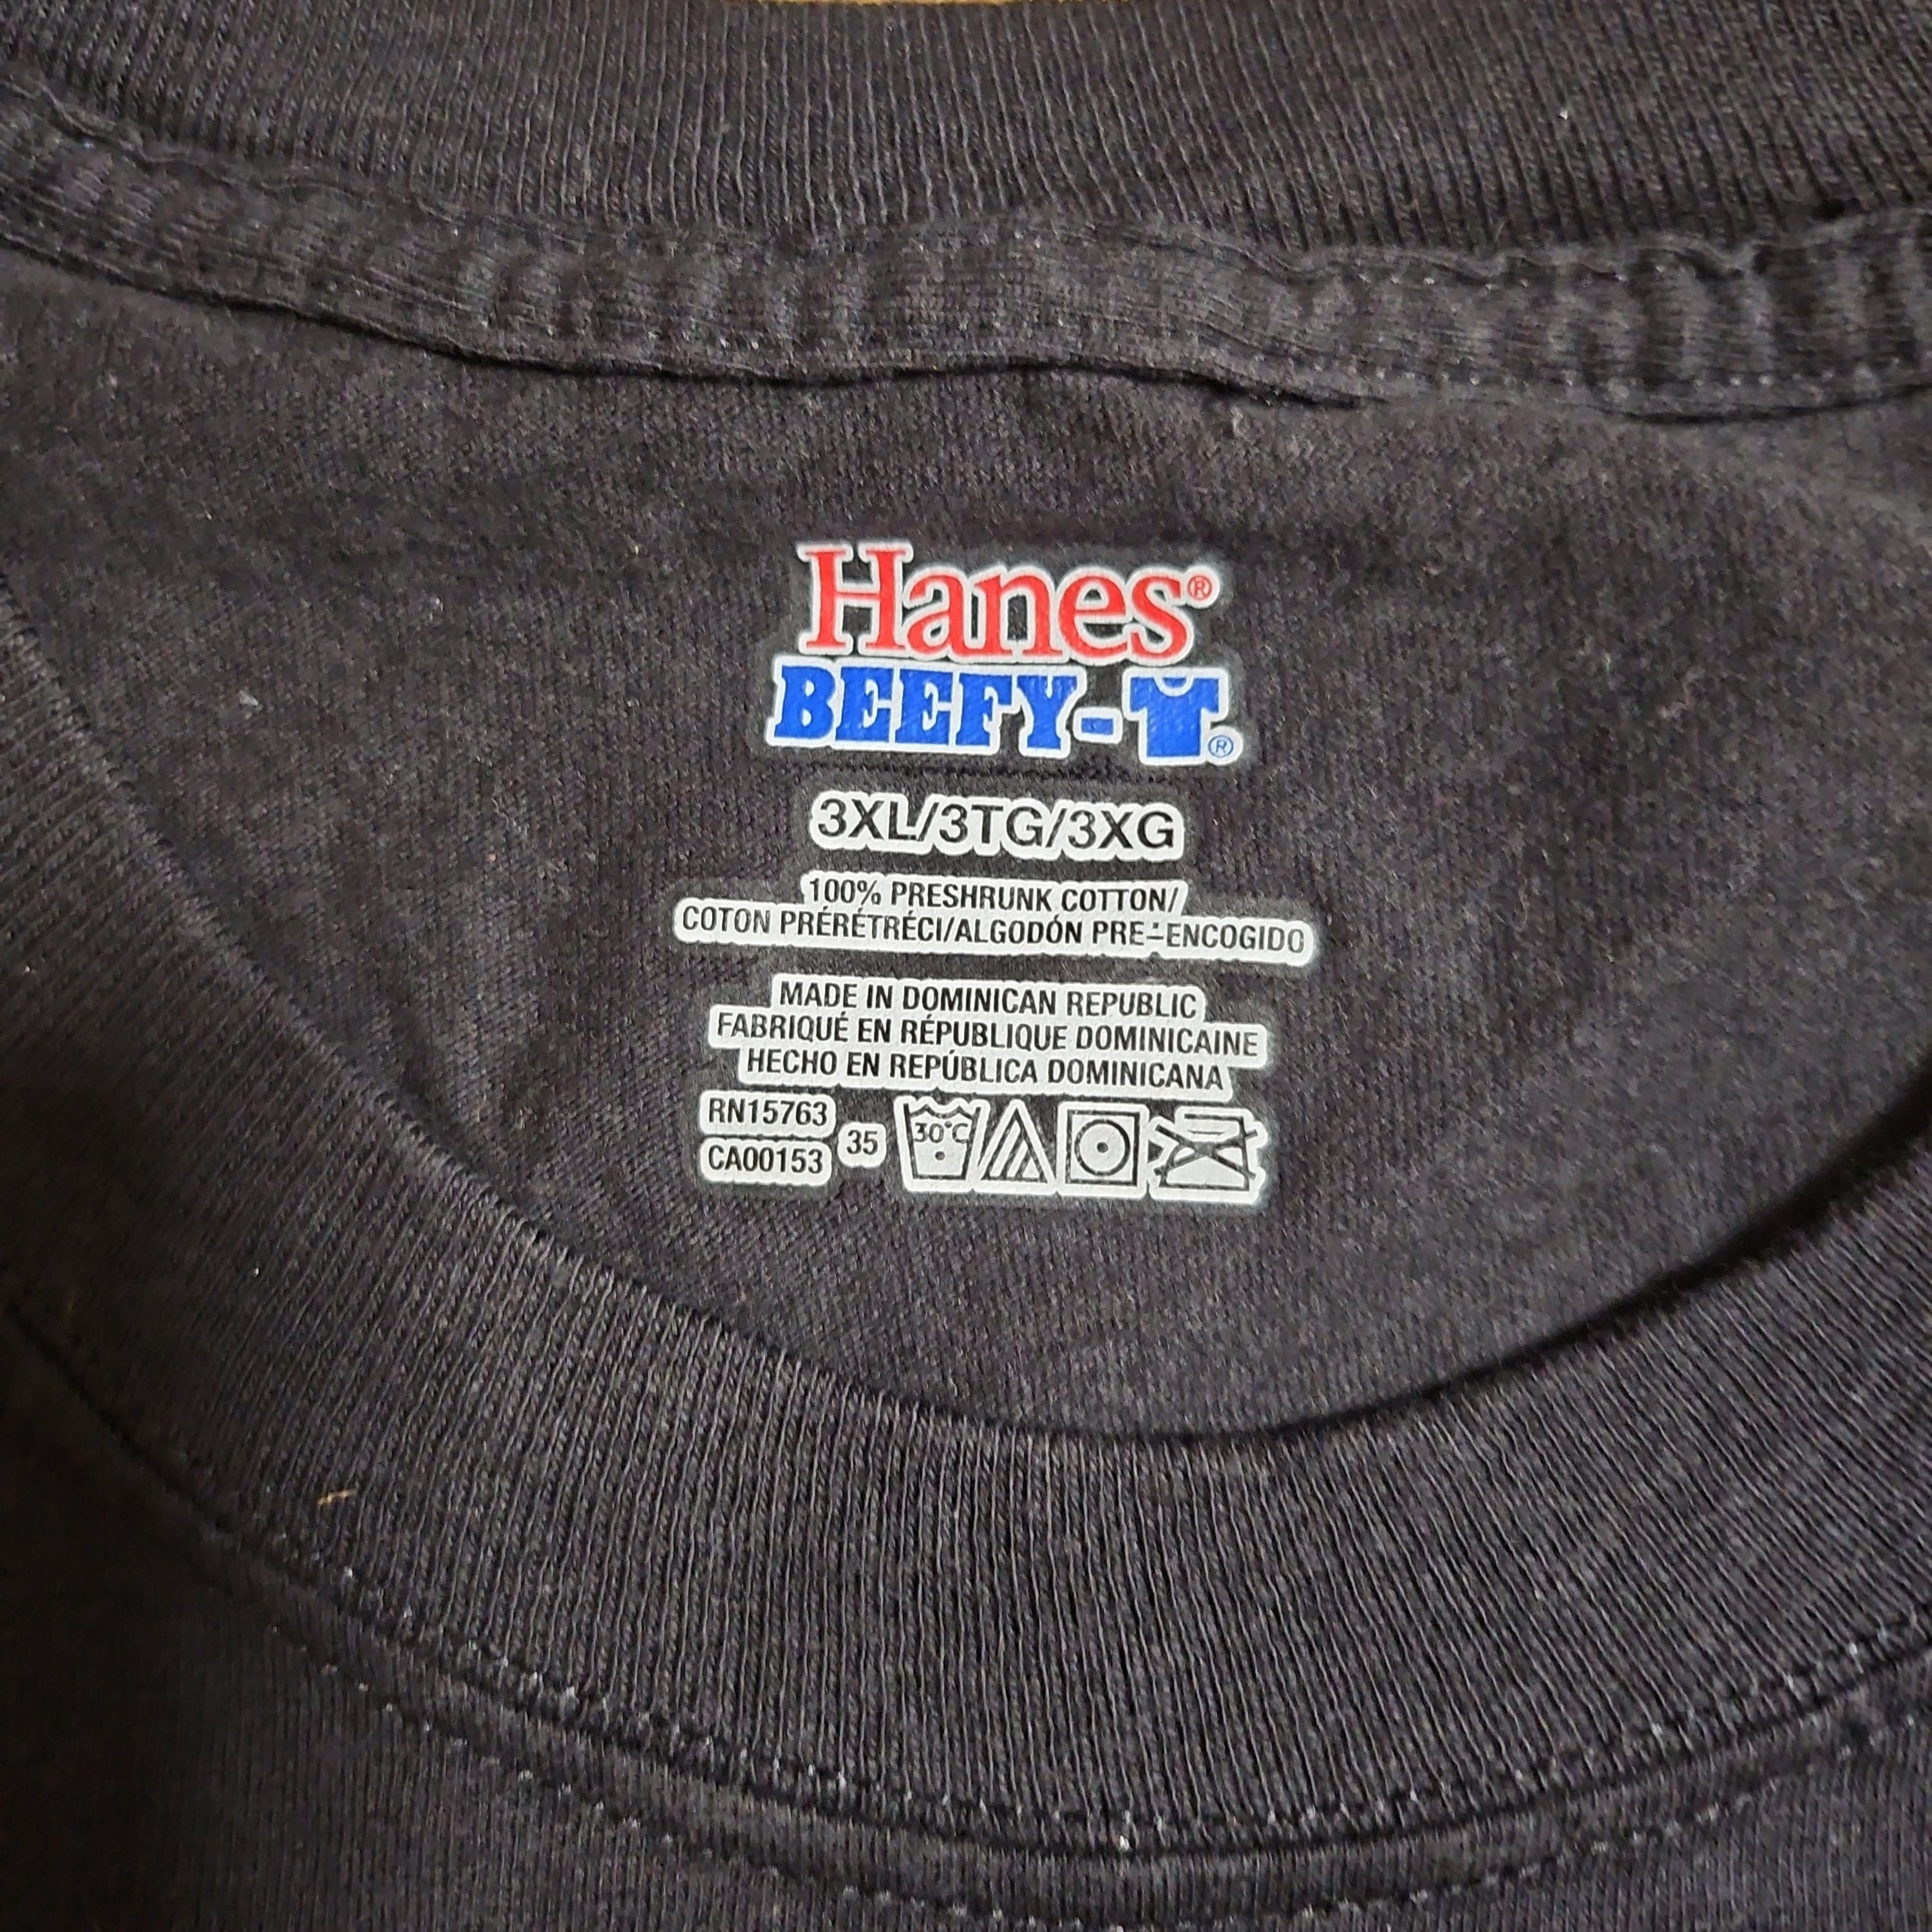 Hanes®
BEEFY-T®
3XL/3TG/3XG
100% PRESHRUNK COTTON/
COTON PRÉRÉTRÉCI/ALGODÓN PRE-ENCOGIDO
MADE IN DOMINICAN REPUBLIC
FABRIQUÉ EN RÉPUBLIQUE DOMINICAINE
HECHO EN REPÚBLICA DOMINICANA
RN15763
CA00153
35
30°C